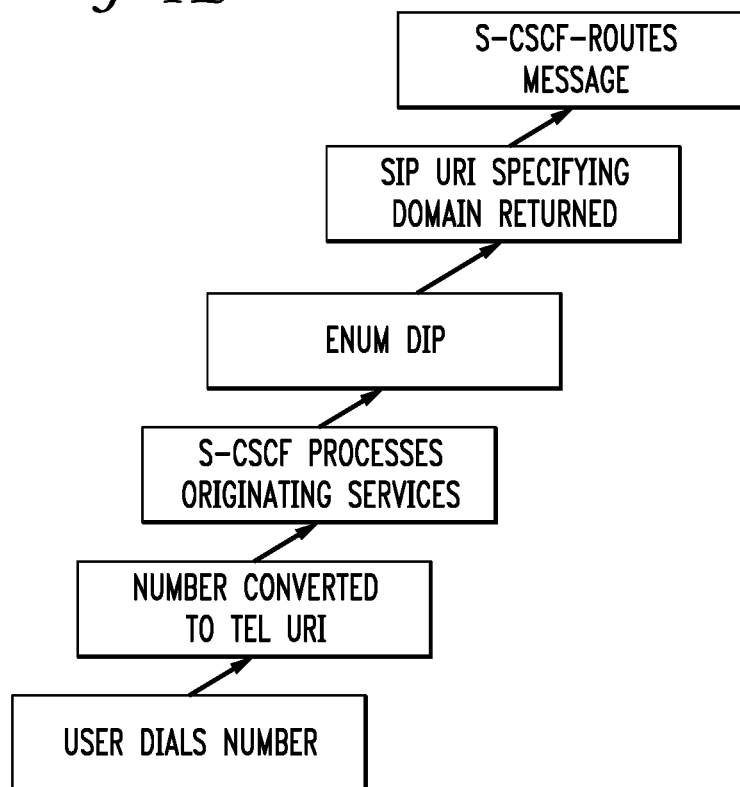 S-CSCF-ROUTES
MESSAGE
SIP URI SPECIFYING
DOMAIN RETURNED
ENUM DIP
S-CSCF PROCESSES
ORIGINATING SERVICES
NUMBER CONVERTED
TO TEL URI
USER DIALS NUMBER